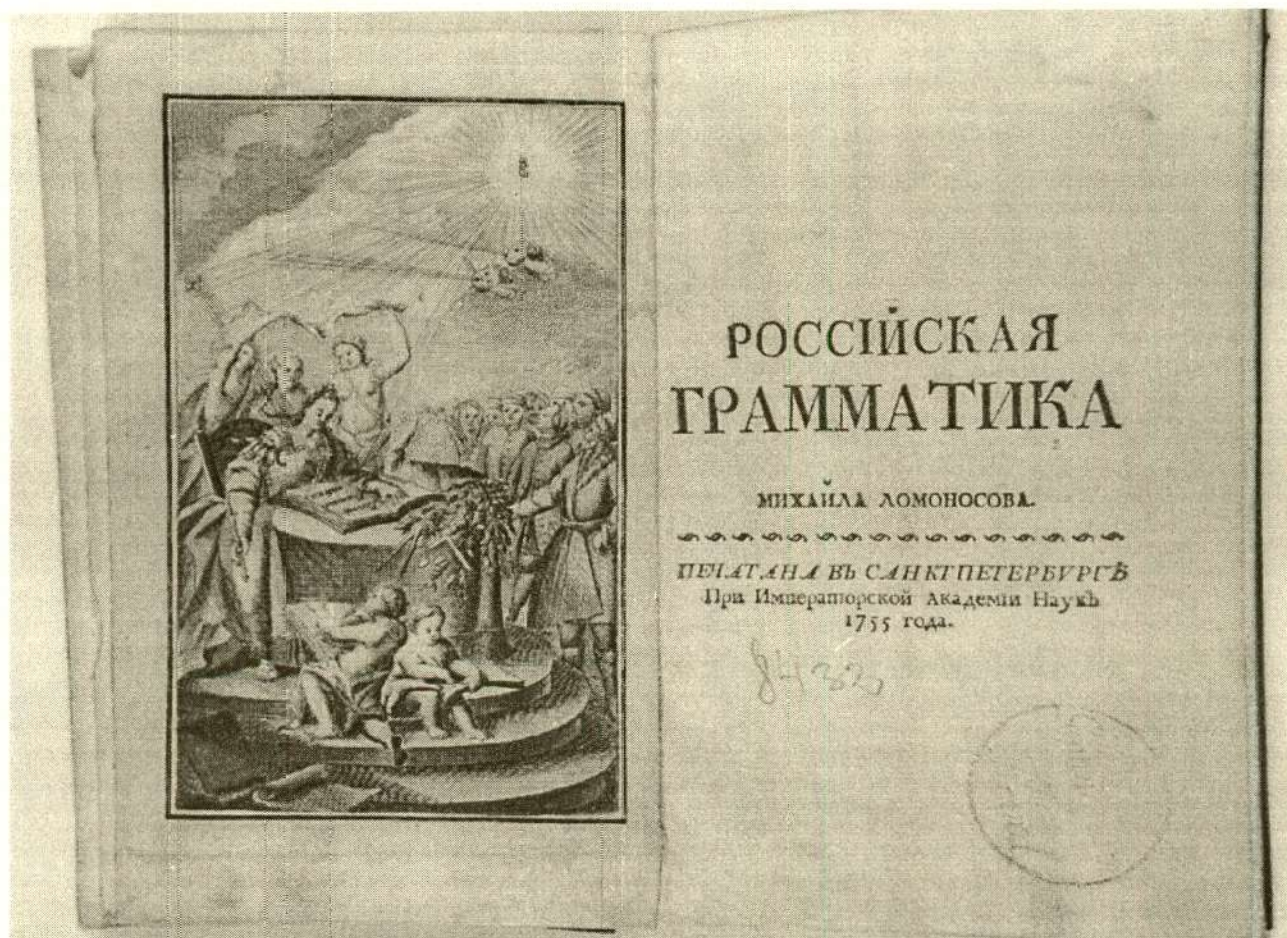 РОССІЙСКАЯ
ГРАММАТИКА
МИХАЙЛА ЛОМОНОСОВА.
ПЕЧАТАНА ВЪ САНКТПЕТЕРБУРГѢ
При Императорской Академіи Наукъ
1755 года.